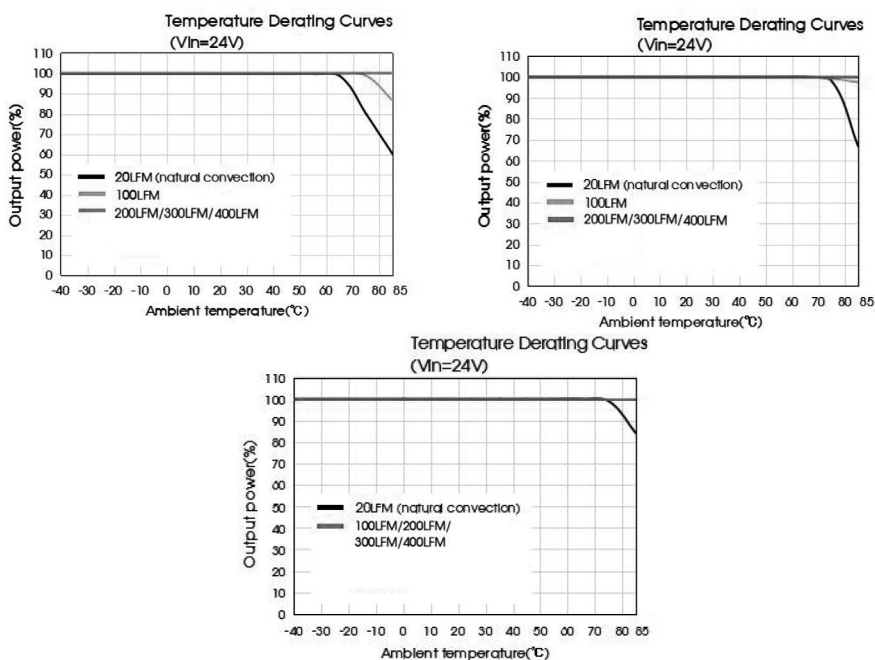 Temperature Derating Curves
(Vin=24V)
Output power(%)
110
100
90
80
70
60
50
40
30
20
10
0
20LFM (natural convection)
100LFM
200LFM/300LFM/400LFM
-40 -30 -20 -10 0 10 20 30 40 50 60 70 80 85
Ambient temperature(℃)
Temperature Derating Curves
(Vin=24V)
Output power(%)
110
100
90
80
70
60
50
40
30
20
10
0
20LFM (natural convection)
100LFM
200LFM/300LFM/400LFM
-40 -30 -20 -10 0 10 20 30 40 50 60 70 80 85
Ambient temperature(℃)
Temperature Derating Curves
(Vin=24V)
Output power(%)
110
100
90
80
70
60
50
40
30
20
10
0
20LFM (natural convection)
100LFM/200LFM/
300LFM/400LFM
-40 -30 -20 -10 0 10 20 30 40 50 60 70 80 85
Ambient temperature(℃)